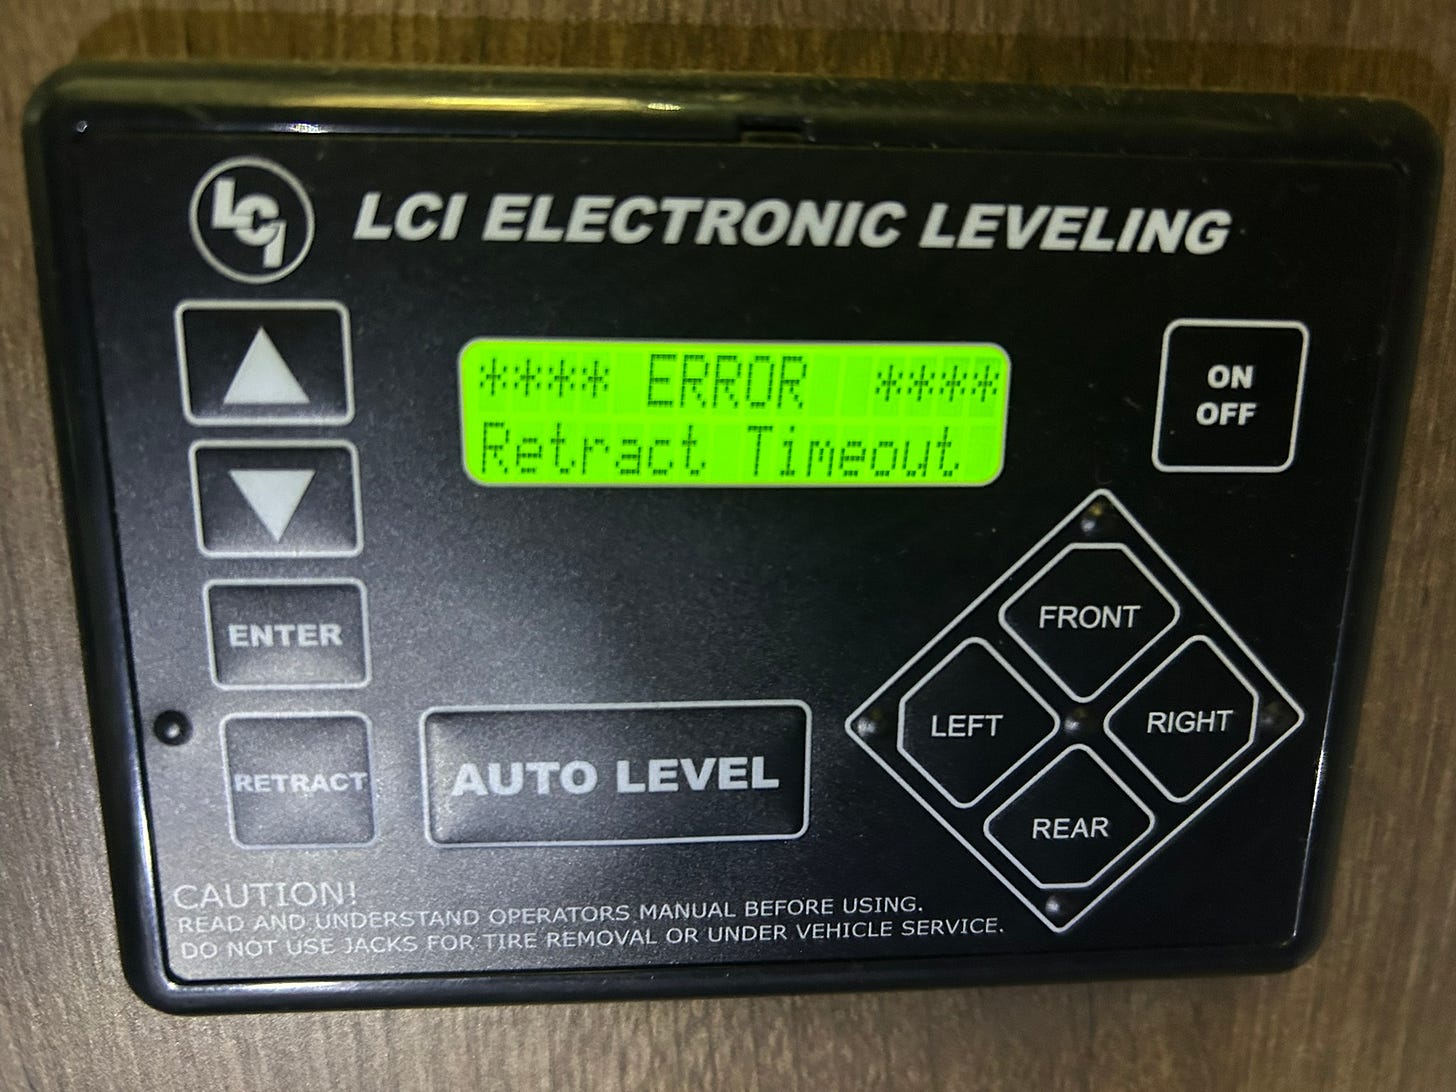 LCI
LCI ELECTRONIC LEVELING
**** ERROR ****
Retract Timeout
ON
OFF
ENTER
RETRACT
AUTO LEVEL
FRONT
LEFT
RIGHT
REAR
CAUTION!
READ AND UNDERSTAND OPERATORS MANUAL BEFORE USING.
DO NOT USE JACKS FOR TIRE REMOVAL OR UNDER VEHICLE SERVICE.